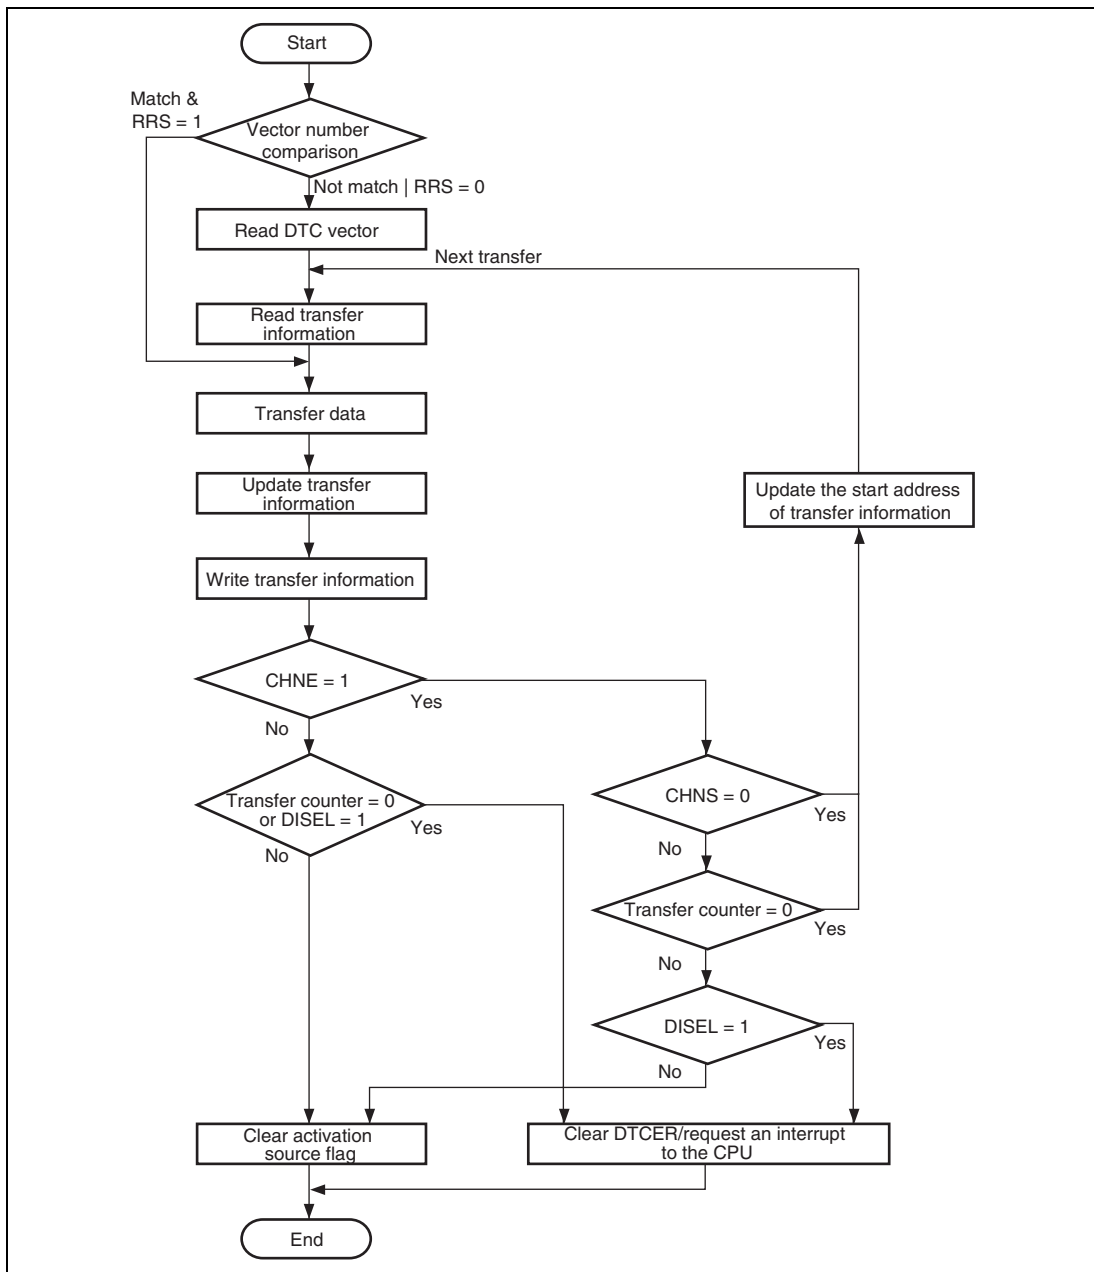 Start
Match &
RRS = 1
Vector number
comparison
Not match | RRS = 0
Read DTC vector
Next transfer
Read transfer
information
Transfer data
Update transfer
information
Update the start address
of transfer information
Write transfer information
CHNE = 1
Yes
No
Transfer counter = 0
or DISEL = 1
Yes
No
CHNS = 0
Yes
No
Transfer counter = 0
Yes
No
DISEL = 1
Yes
No
Clear activation
source flag
Clear DTCER/request an interrupt
to the CPU
End